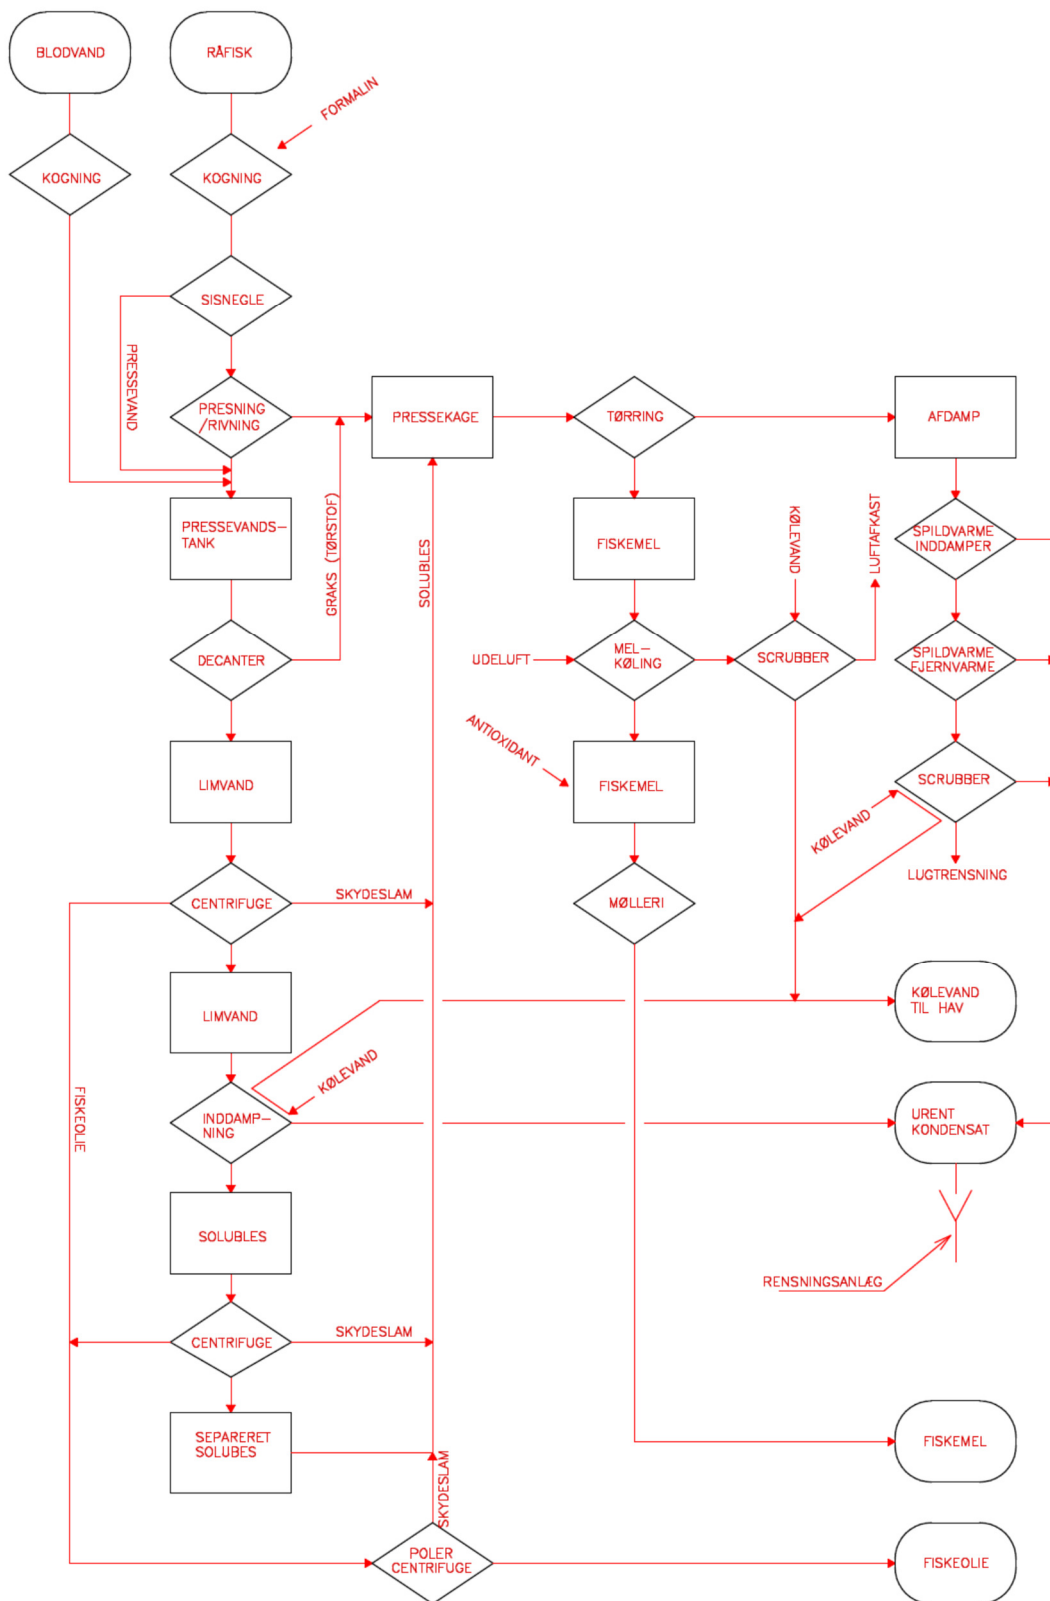 BLODVAND
RÅFISK
FORMALIN
KOGNING
KOGNING
SISNEGLE
PRESSEVAND
PRESNING
/RIVNING
PRESSEKAGE
TØRRING
AFDAMP
PRESSEVANDS-
TANK
GRAKS (TØRSTOF)
SOLUBLES
FISKEMEL
KØLEVAND
LUFTAFKAST
SPILDVARME
INDDAMPER
DECANTER
UDELUFT
MEL-
KØLING
SCRUBBER
SPILDVARME
FJERNVARME
ANTIOXIDANT
LIMVAND
FISKEMEL
SCRUBBER
KØLEVAND
LUGTRENSNING
CENTRIFUGE
SKYDESLAM
MØLLERI
LIMVAND
KØLEVAND
TIL HAV
KØLEVAND
FISKEOLIE
INDDAMP-
NING
URENT
KONDENSAT
SOLUBLES
RENSNINGSANLÆG
CENTRIFUGE
SKYDESLAM
SEPARERET
SOLUBES
FISKEMEL
SKYDESLAM
POLER
CENTRIFUGE
FISKEOLIE